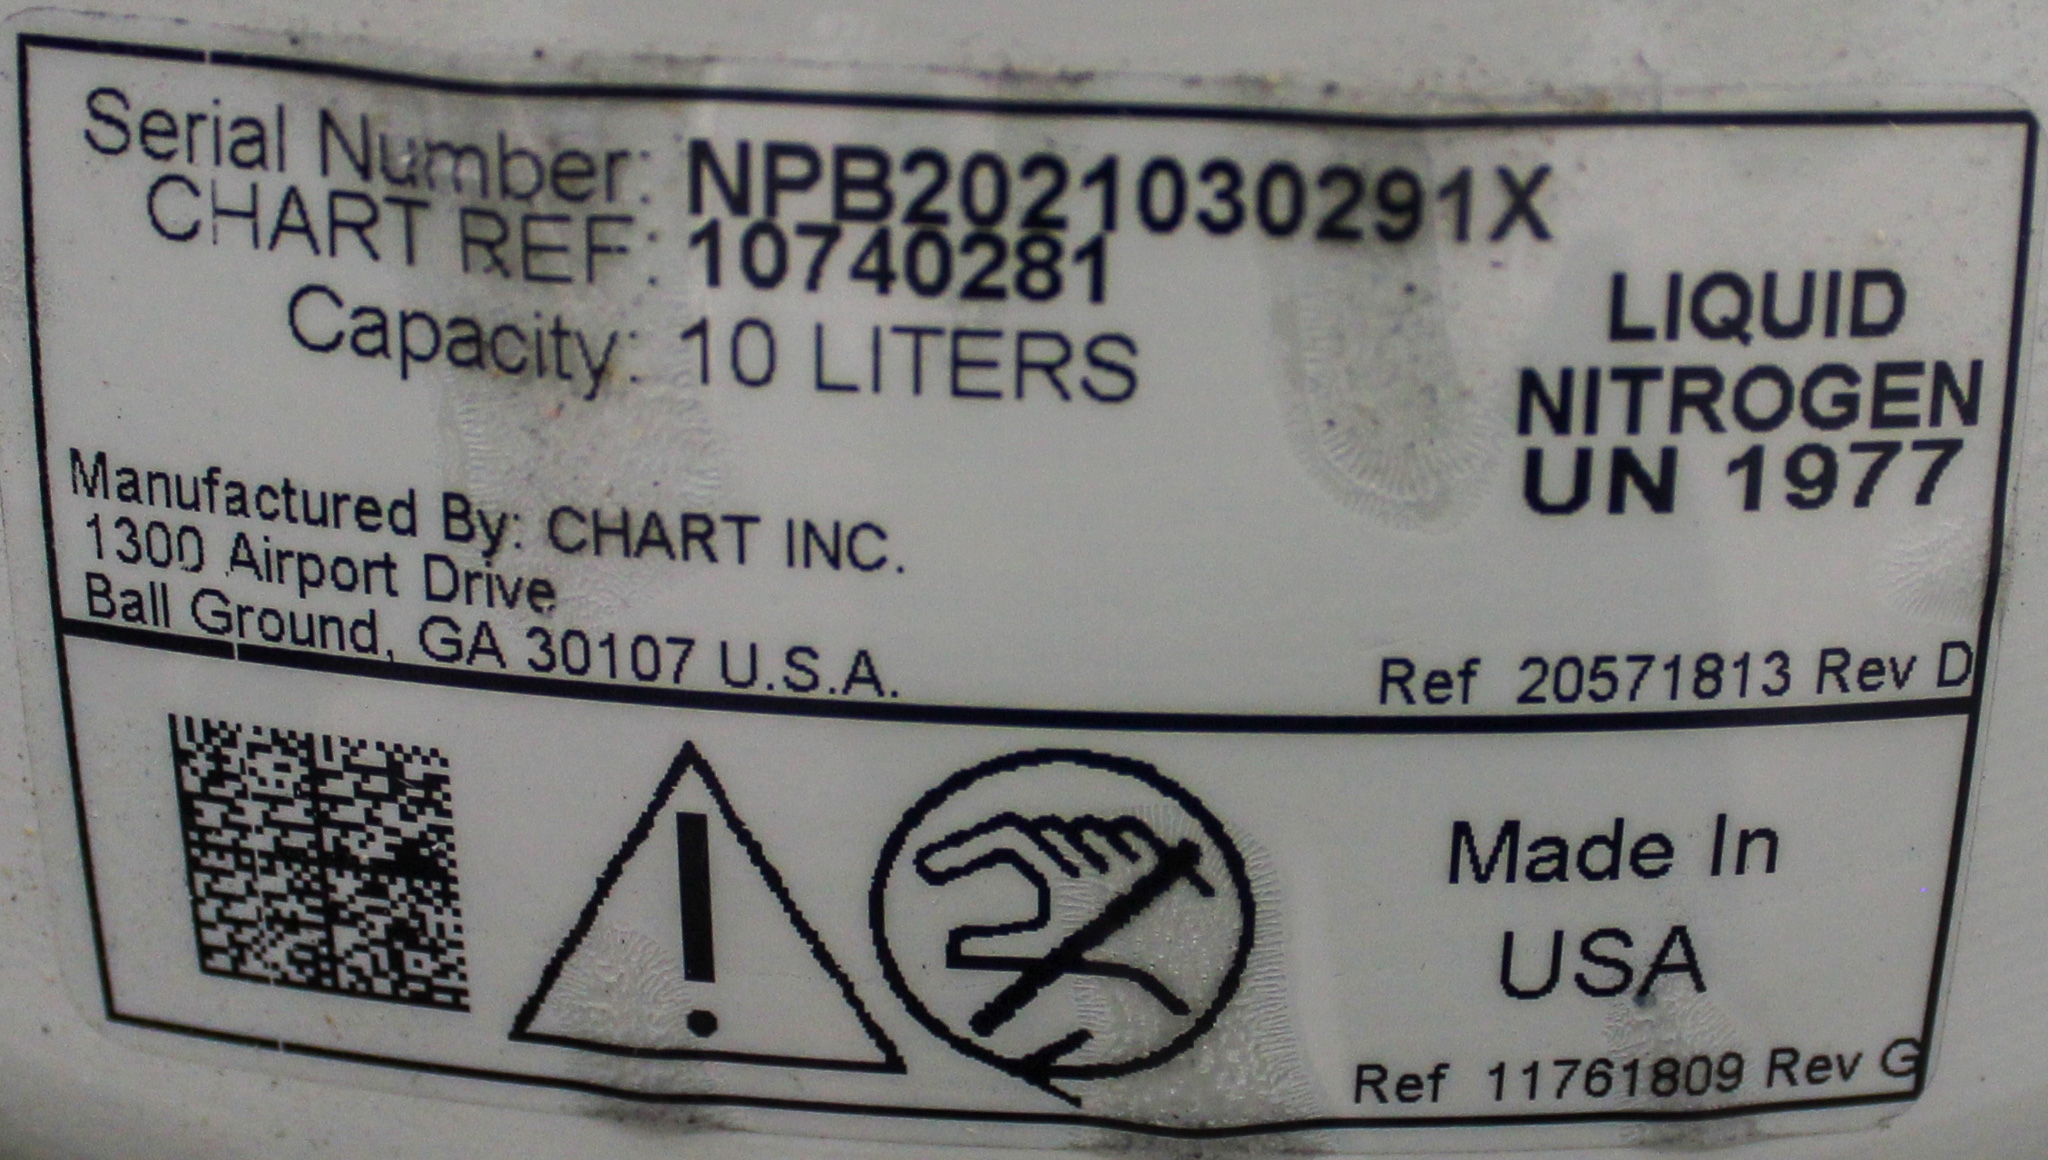 Serial Number: NPB2021030291X
CHART REF: 10740281
Capacity: 10 LITERS
LIQUID
NITROGEN
UN 1977
Manufactured By: CHART INC.
1300 Airport Drive
Ball Ground, GA 30107 U.S.A.
Ref 20571813 Rev D
Made In
USA
Ref 11761809 Rev G